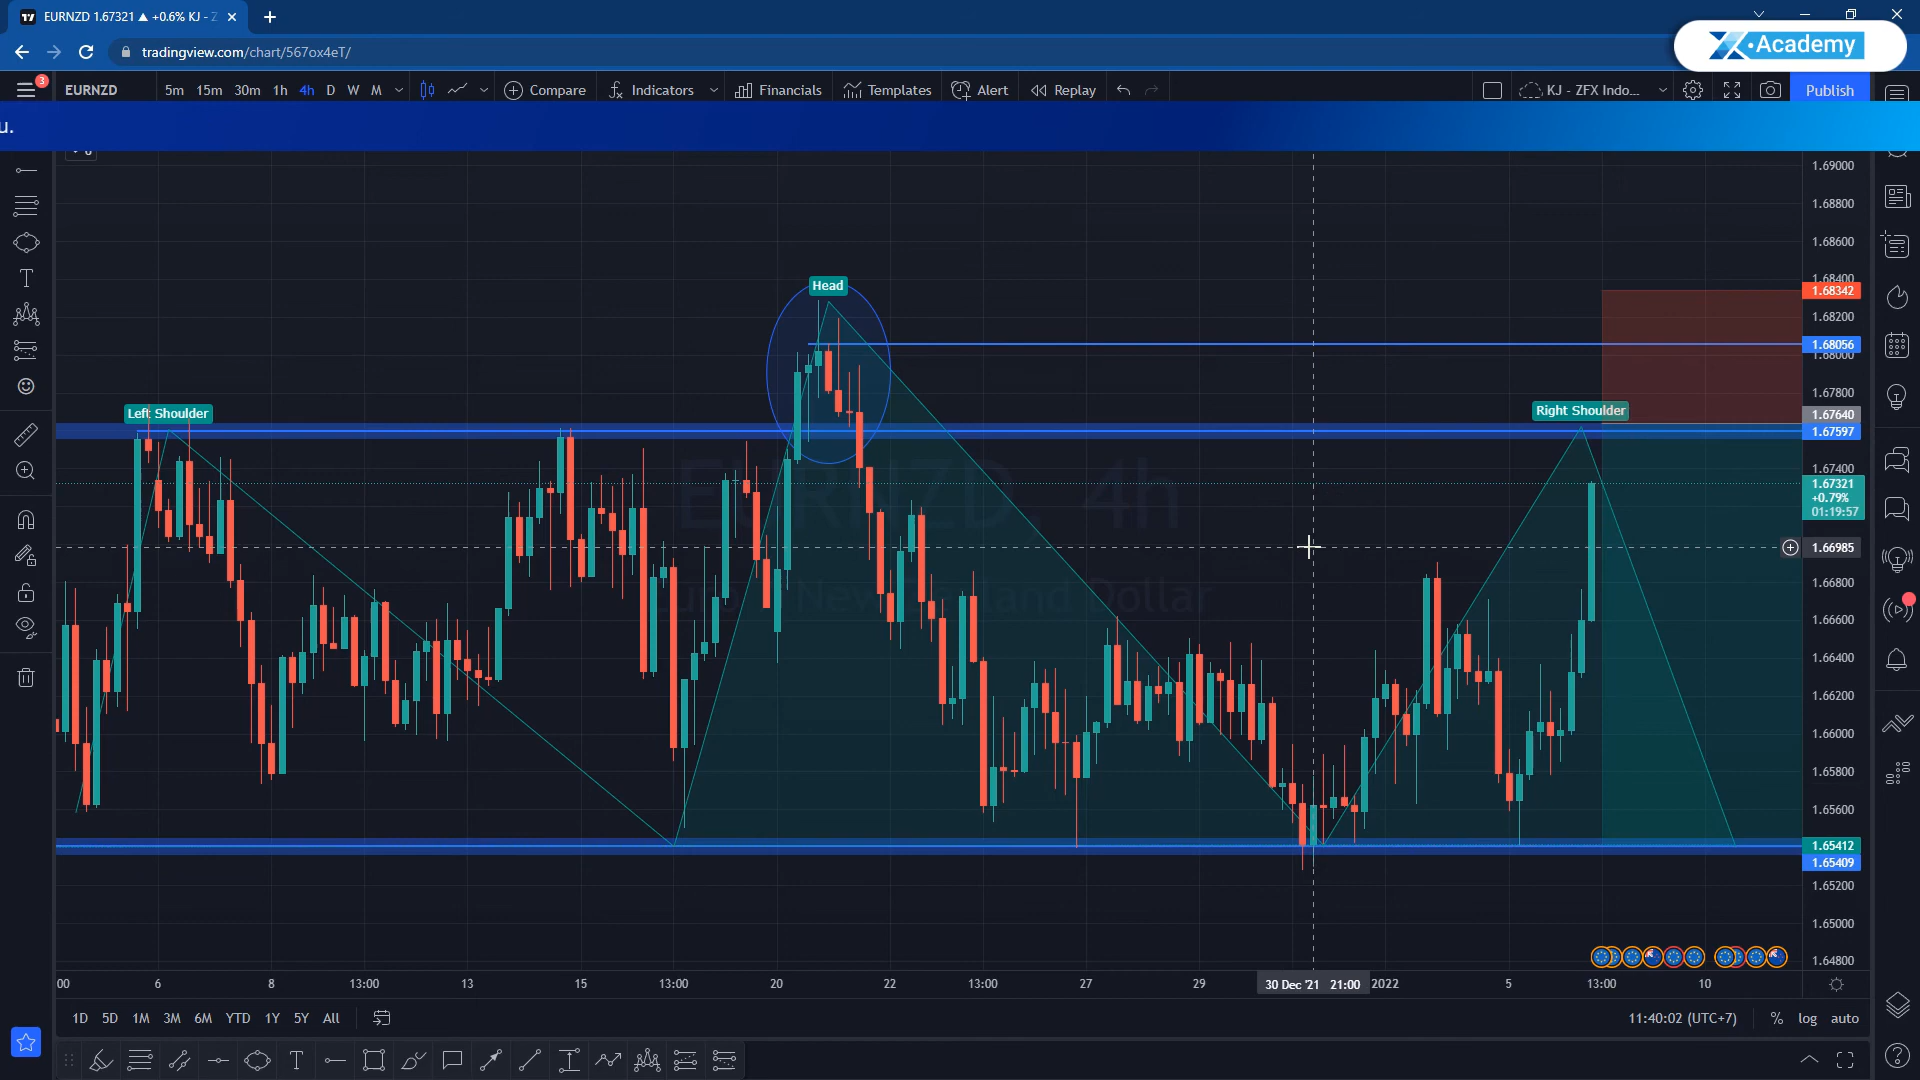 EURNZD 1.67321 ▲ +0.6% KJ - Z
tradingview.com/chart/567ox4eT/
X • Academy
3
EURNZD 5m 15m 30m 1h 4h D W M Compare Indicators Financials Templates Alert Replay KJ - ZFX Indo... Publish
u.
1.69000
1.68800
1.68600
1.68400
Head
1.68342
1.68200
1.68056
1.68000
1.67800
Left Shoulder
Right Shoulder
1.67640
1.67597
1.67400
1.67321
+0.79%
01:19:57
EURNZD, 4h
1.66985
1.66800
1.66600
1.66400
1.66200
1.66000
1.65800
1.65600
1.65412
1.65409
1.65200
1.65000
1.64800
00 6 8 13:00 13 13:00 15 20 22 13:00 27 29 30 Dec '21 21:00 2022 5 13:00 10
1D 5D 1M 3M 6M YTD 1Y 5Y All 11:40:02 (UTC+7) % log auto